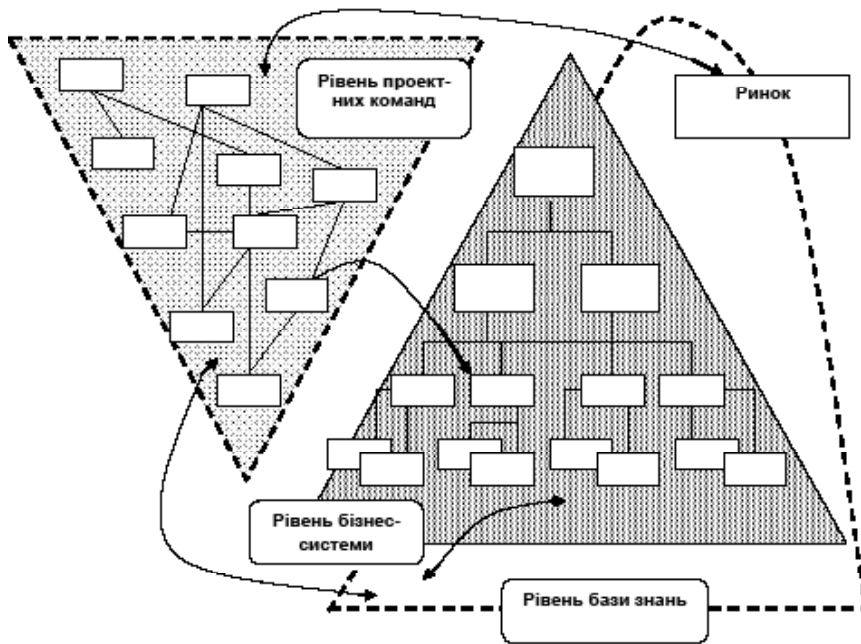 Рівень проект-
них команд
Ринок
Рівень бізнес-
системи
Рівень бази знань